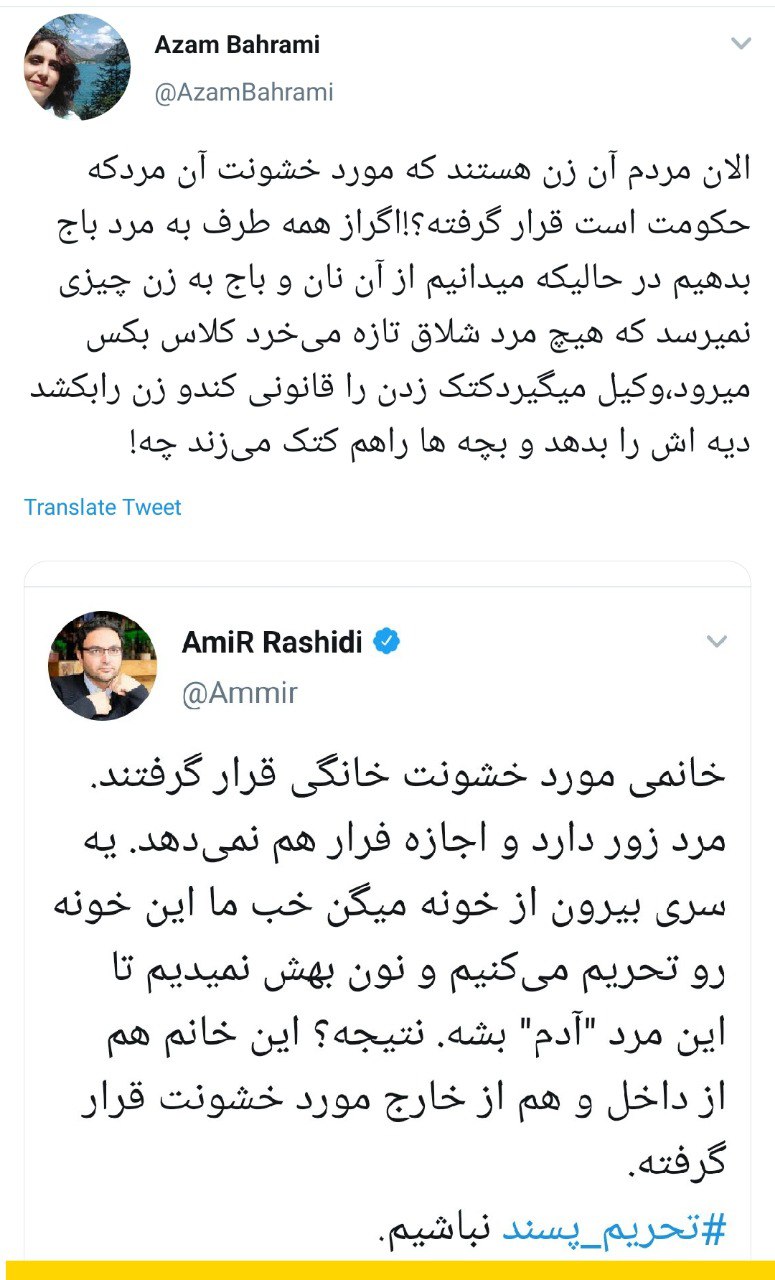 Azam Bahrami
@AzamBahrami
الان مردم آن زن هستند که مورد خشونت آن مردکه
حکومت است قرار گرفته؟!اگراز همه طرف به مرد باج
بدهیم در حالیکه میدانیم از آن نان و باج به زن چیزی
نمیرسد که هیچ مرد شلاق تازه می‌خرد کلاس بکس
میرود،وکیل میگیردکتک زدن را قانونی کندو زن رابکشد
دیه اش را بدهد و بچه ها راهم کتک می‌زند چه!
Translate Tweet
AmiR Rashidi
@Ammir
خانمی مورد خشونت خانگی قرار گرفتند.
مرد زور دارد و اجازه فرار هم نمی‌دهد. یه
سری بیرون از خونه میگن خب ما این خونه
رو تحریم می‌کنیم و نون بهش نمیدیم تا
این مرد "آدم" بشه. نتیجه؟ این خانم هم
از داخل و هم از خارج مورد خشونت قرار
گرفته.
#تحریم_پسند نباشیم.